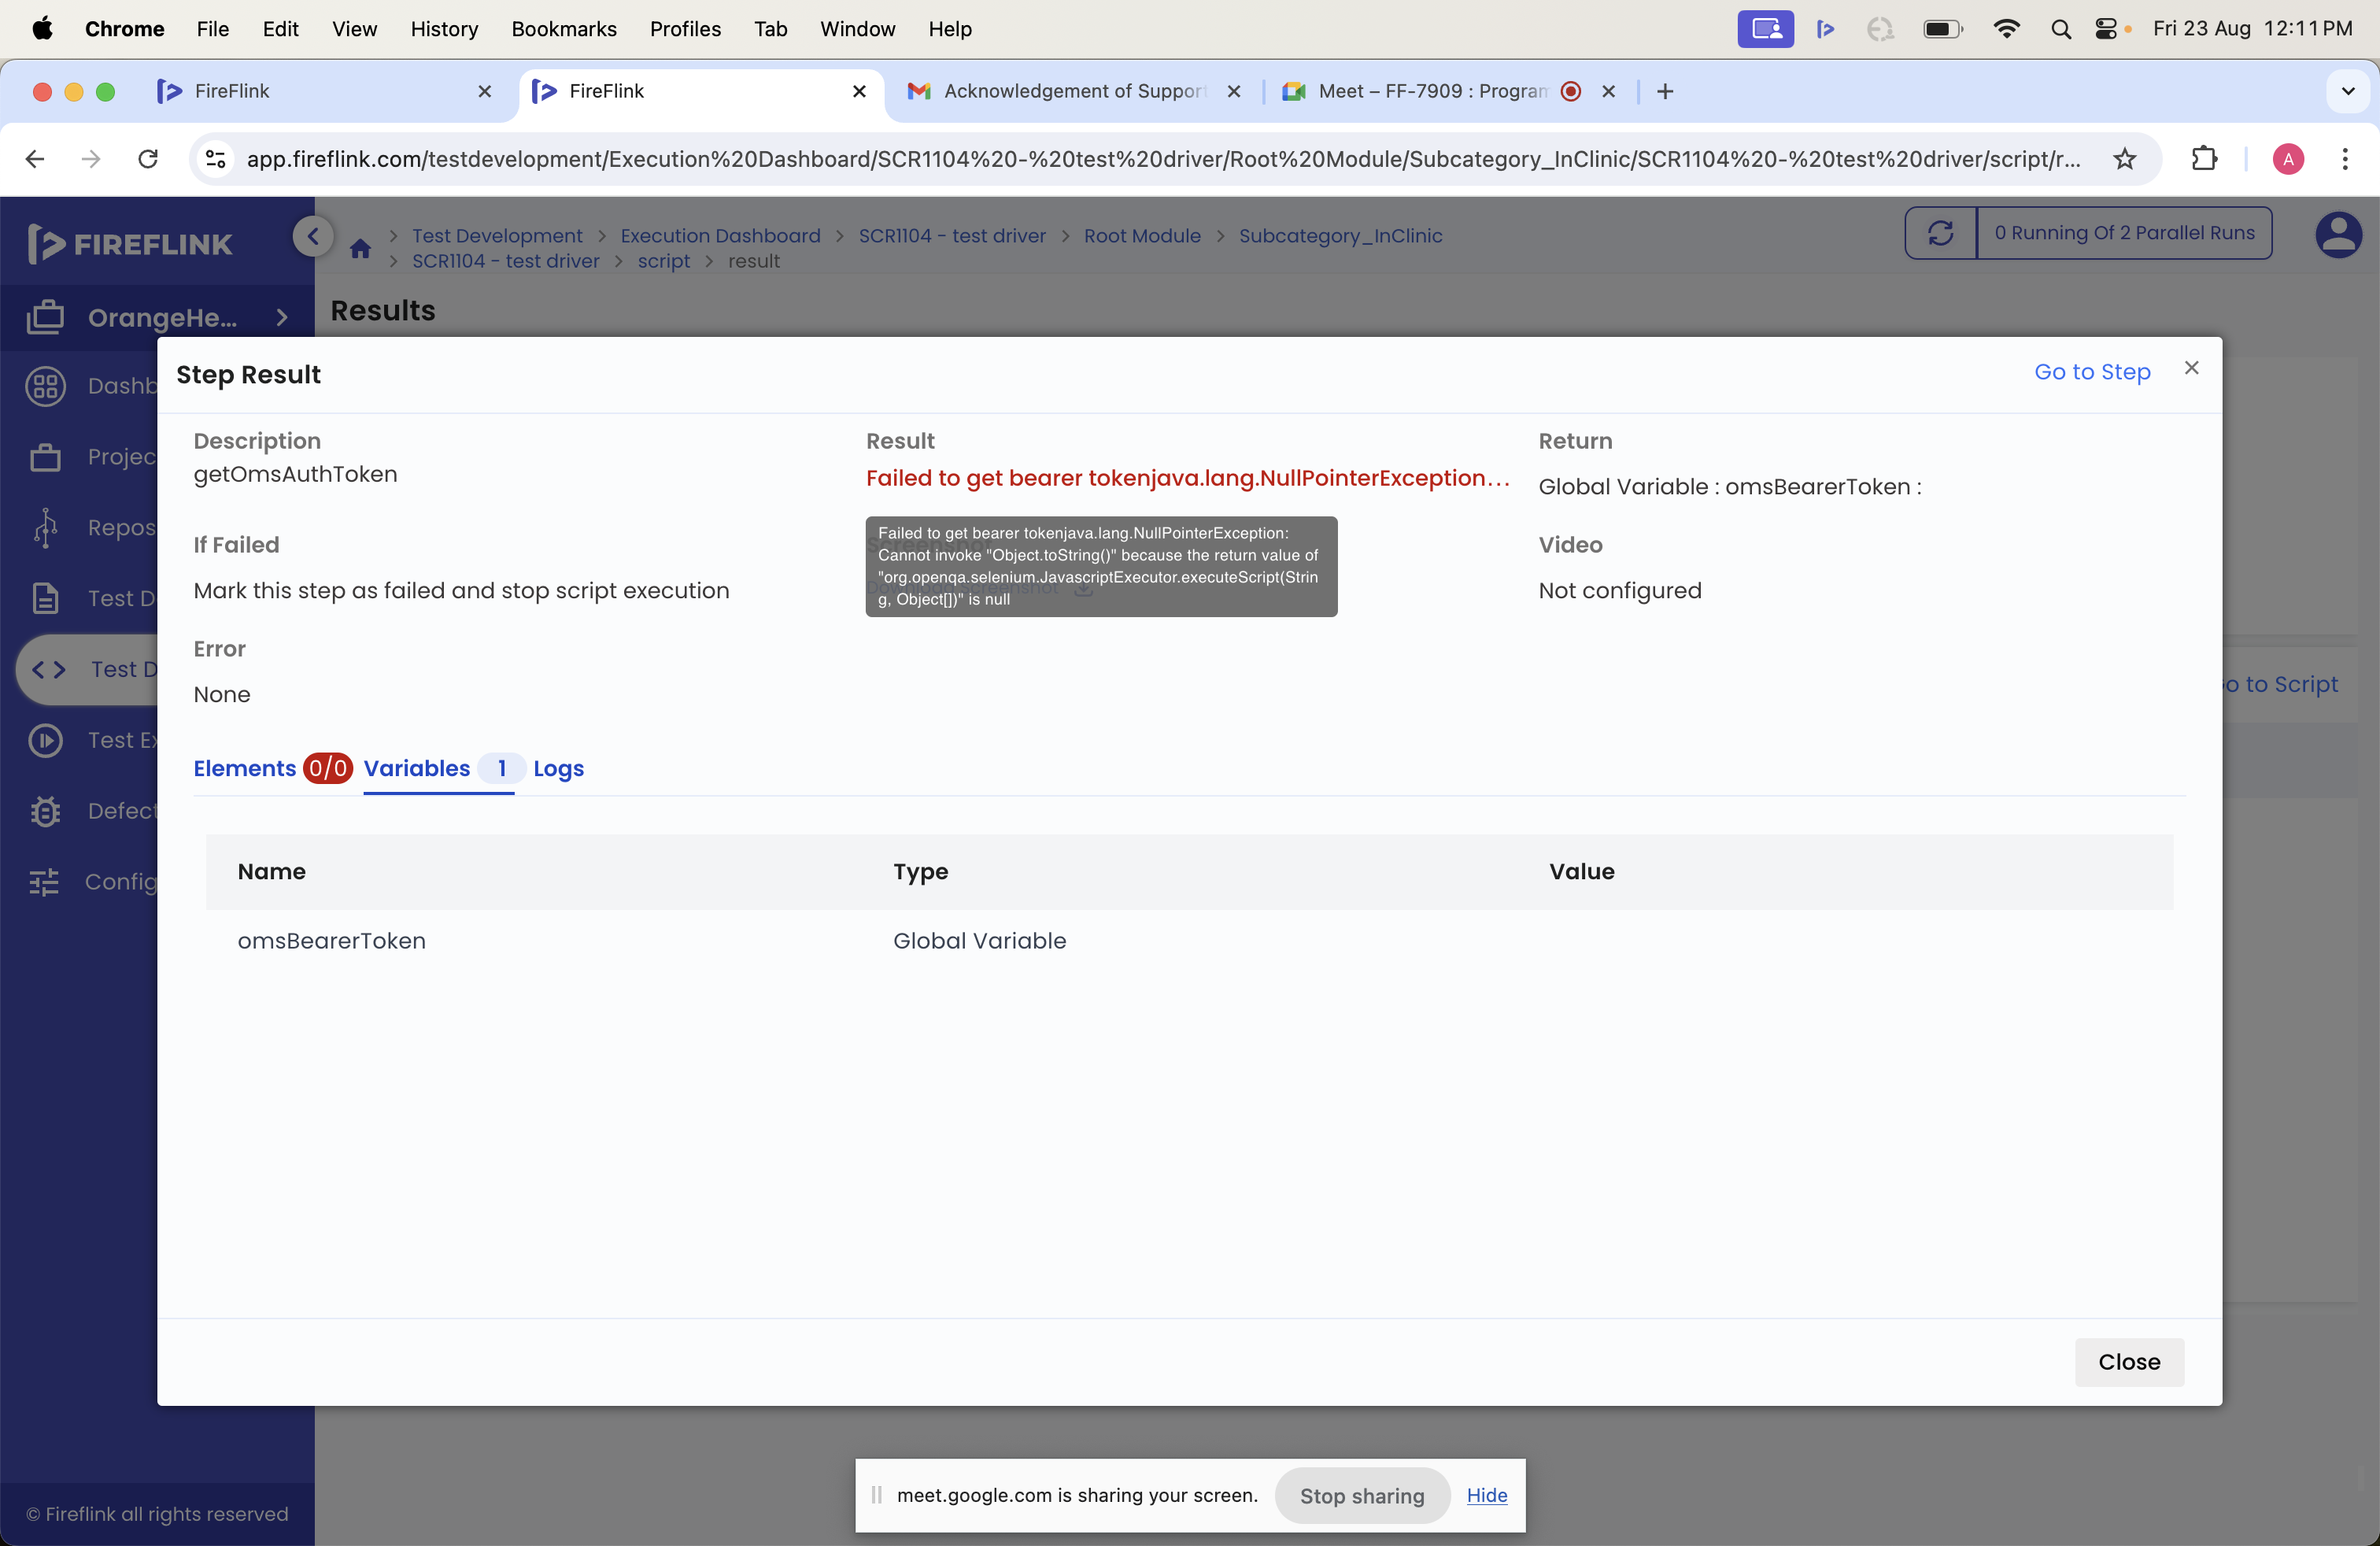 Chrome File Edit View History Bookmarks Profiles Tab Window Help Fri 23 Aug 12:11 PM
FireFlink FireFlink Acknowledgement of Support Meet – FF-7909 : Program
app.fireflink.com/testdevelopment/Execution%20Dashboard/SCR1104%20-%20test%20driver/Root%20Module/Subcategory_InClinic/SCR1104%20-%20test%20driver/script/r... A
FIREFLINK
> Test Development > Execution Dashboard > SCR1104 - test driver > Root Module > Subcategory_InClinic
> SCR1104 - test driver > script > result
0 Running Of 2 Parallel Runs
OrangeHe...
Results
Dashb
Projec
Repos
Test D
Test D
Test Ex
Defect
Config
Step Result
Go to Step
Description
getOmsAuthToken
Result
Failed to get bearer tokenjava.lang.NullPointerException...
Return
Global Variable : omsBearerToken :
Failed to get bearer tokenjava.lang.NullPointerException:
Cannot invoke "Object.toString()" because the return value of
"org.openqa.selenium.JavascriptExecutor.executeScript(Strin
g, Object[])" is null
If Failed
Mark this step as failed and stop script execution
Screenshot
Download Screenshot
Video
Not configured
Error
None
o to Script
Elements 0/0 Variables 1 Logs
Name Type Value
omsBearerToken Global Variable
Close
© Fireflink all rights reserved
meet.google.com is sharing your screen. Stop sharing Hide